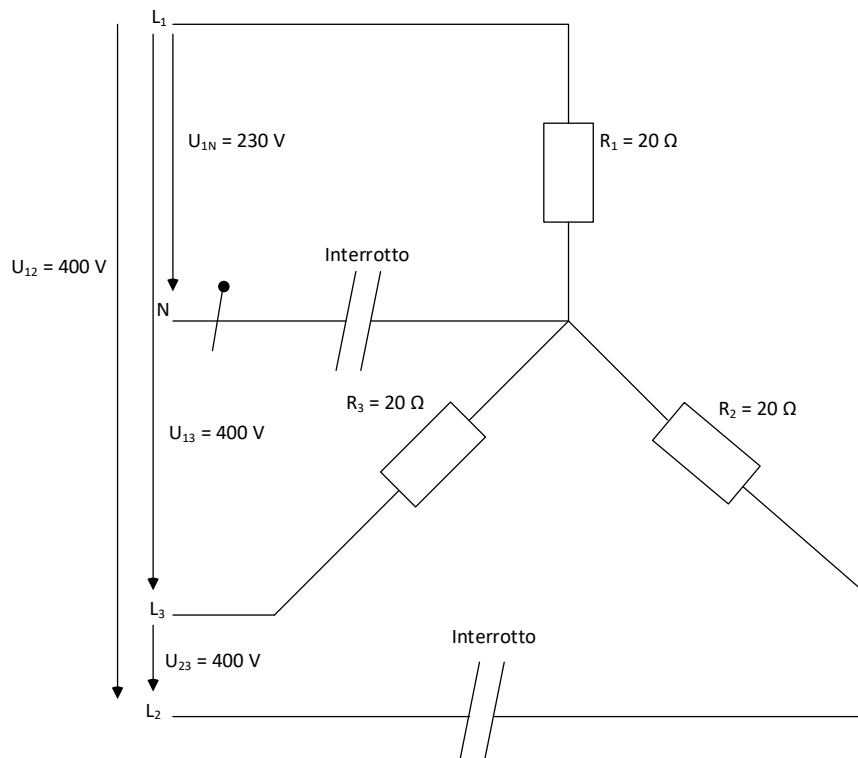 L₁
U₁N = 230 V
R₁ = 20 Ω
Interrotto
U₁₂ = 400 V
N
R₃ = 20 Ω
R₂ = 20 Ω
U₁₃ = 400 V
L₃
Interrotto
U₂₃ = 400 V
L₂